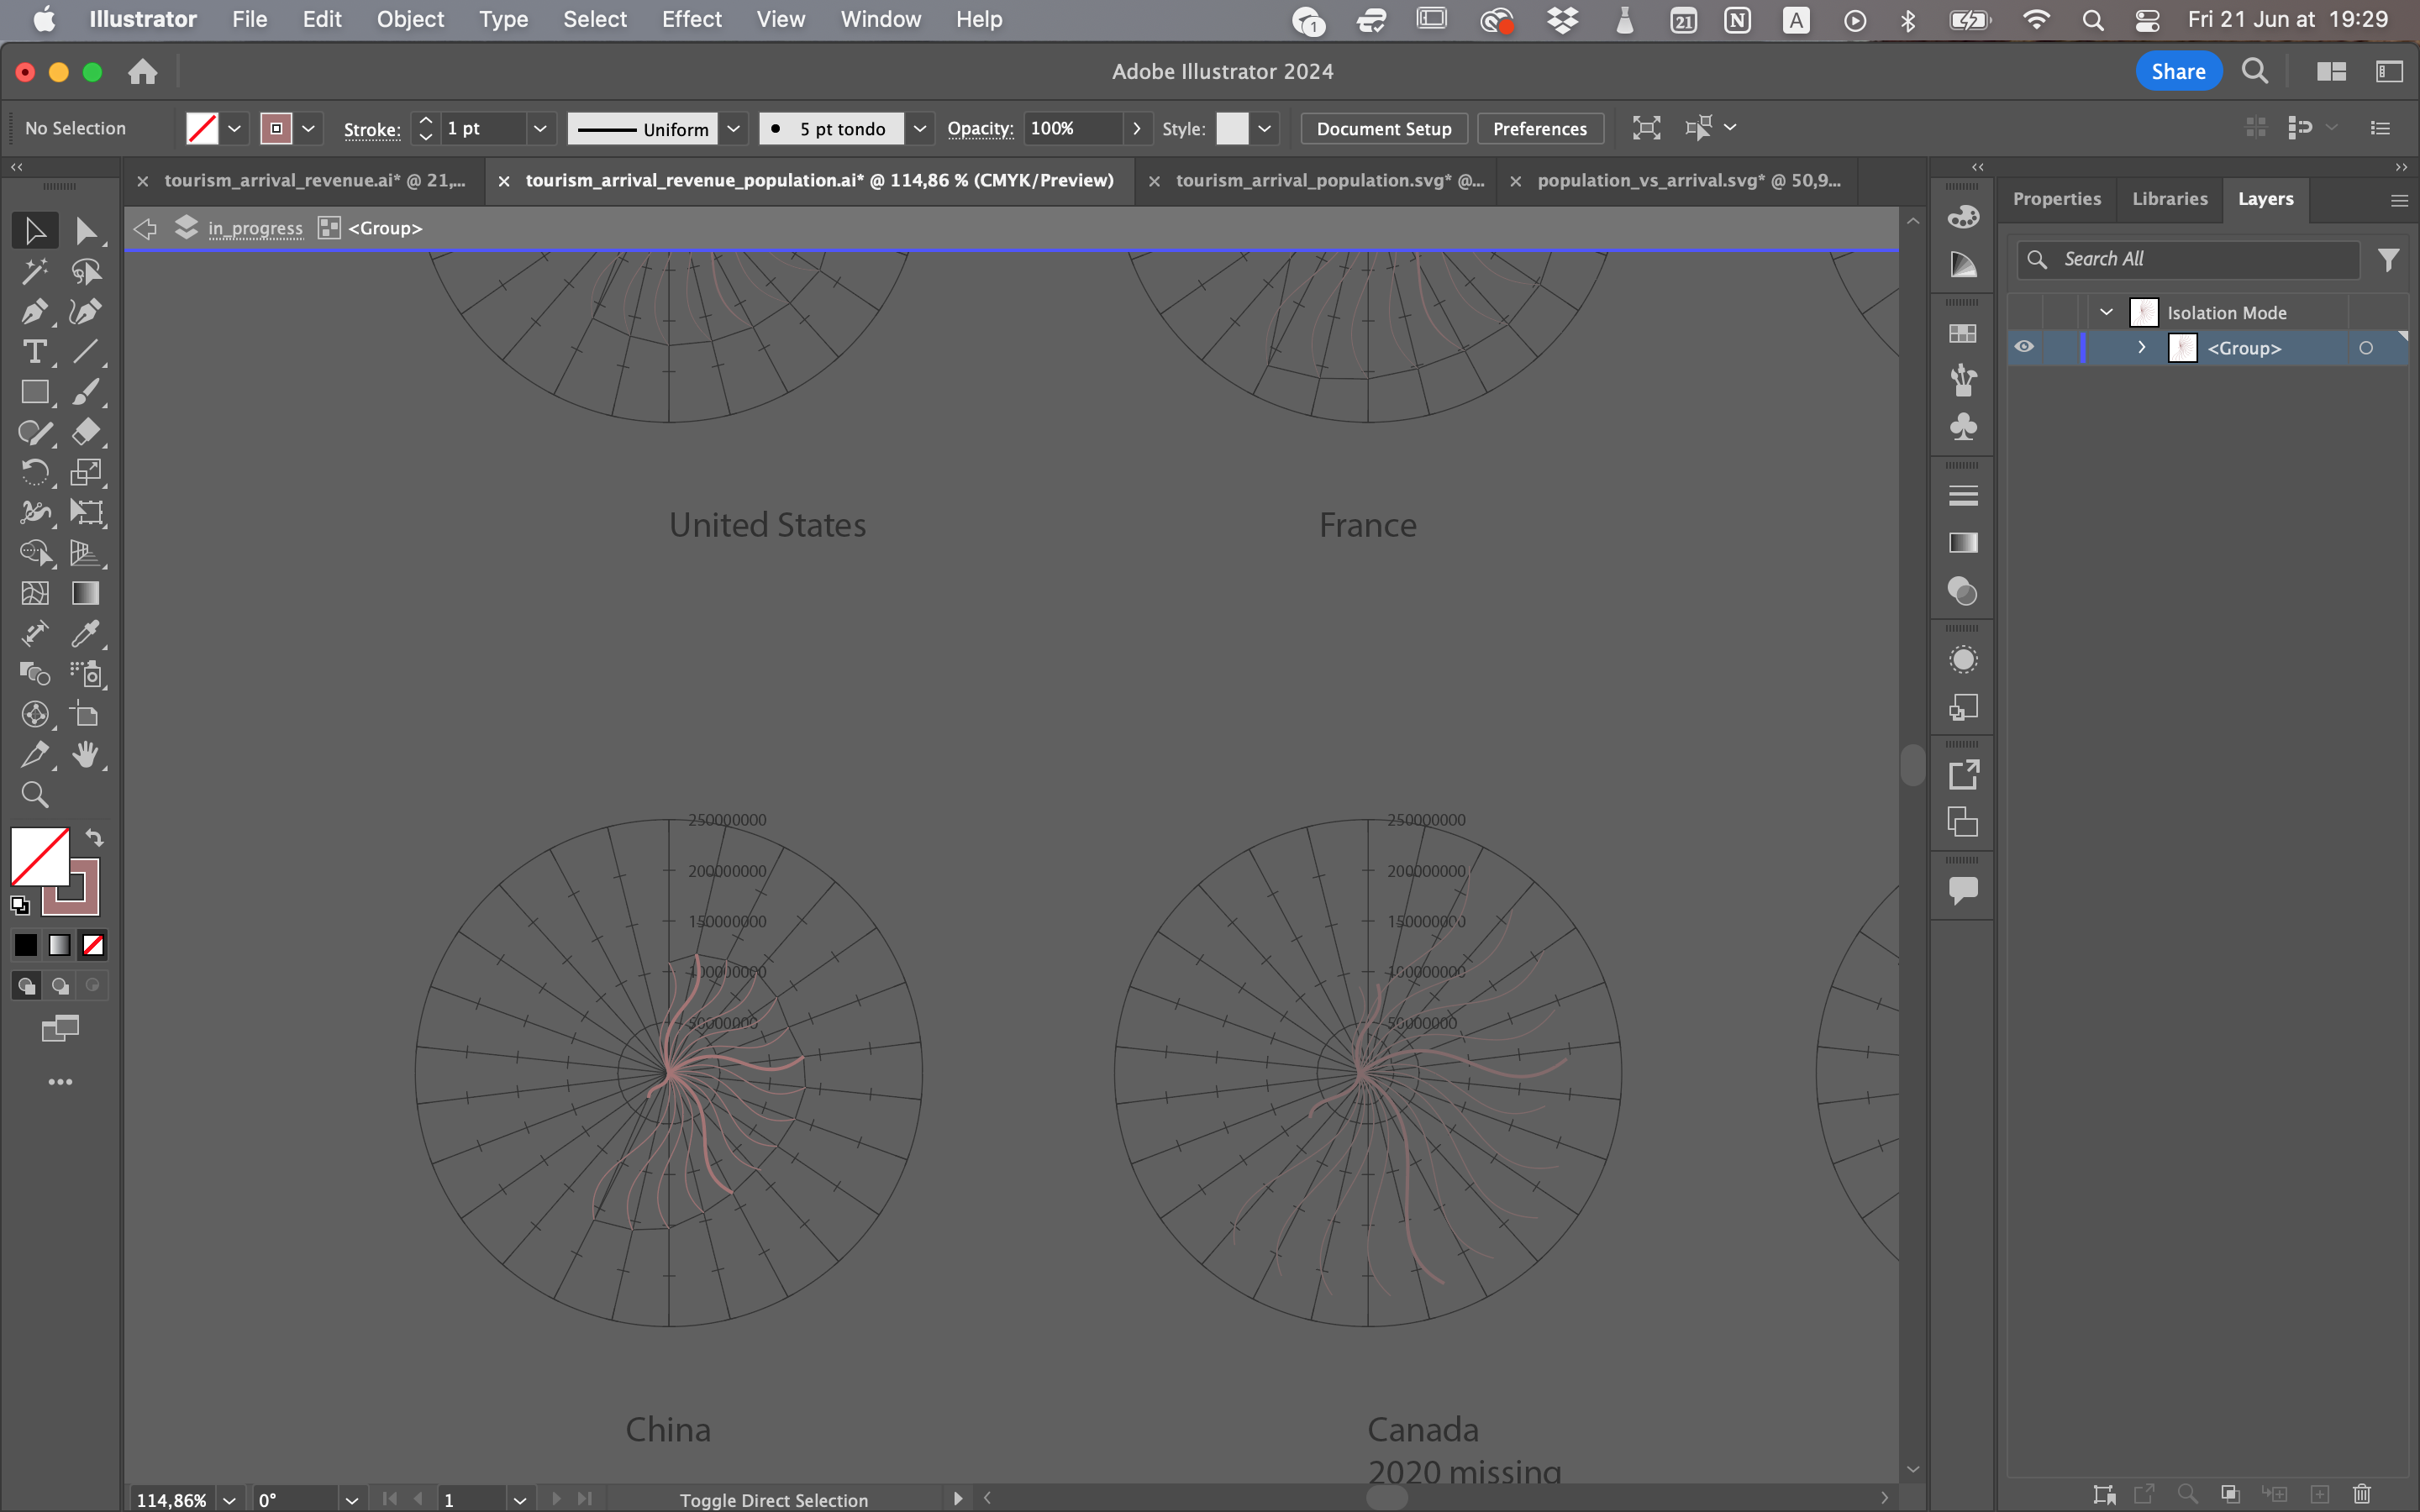 Illustrator File Edit Object Type Select Effect View Window Help 1 21 N A Fri 21 Jun at 19:29
Adobe Illustrator 2024 Share
No Selection Stroke: 1 pt Uniform 5 pt tondo Opacity: 100% Style: Document Setup Preferences
tourism_arrival_revenue.ai* @ 21,... tourism_arrival_revenue_population.ai* @ 114,86 % (CMYK/Preview) tourism_arrival_population.svg* @... population_vs_arrival.svg* @ 50,9...
Properties Libraries Layers
in_progress <Group>
Search All
Isolation Mode
<Group>
United States France
250000000 250000000
200000000 200000000
150000000 150000000
100000000 100000000
50000000 50000000
China Canada
2020 missing
114,86% 0° 1 Toggle Direct Selection